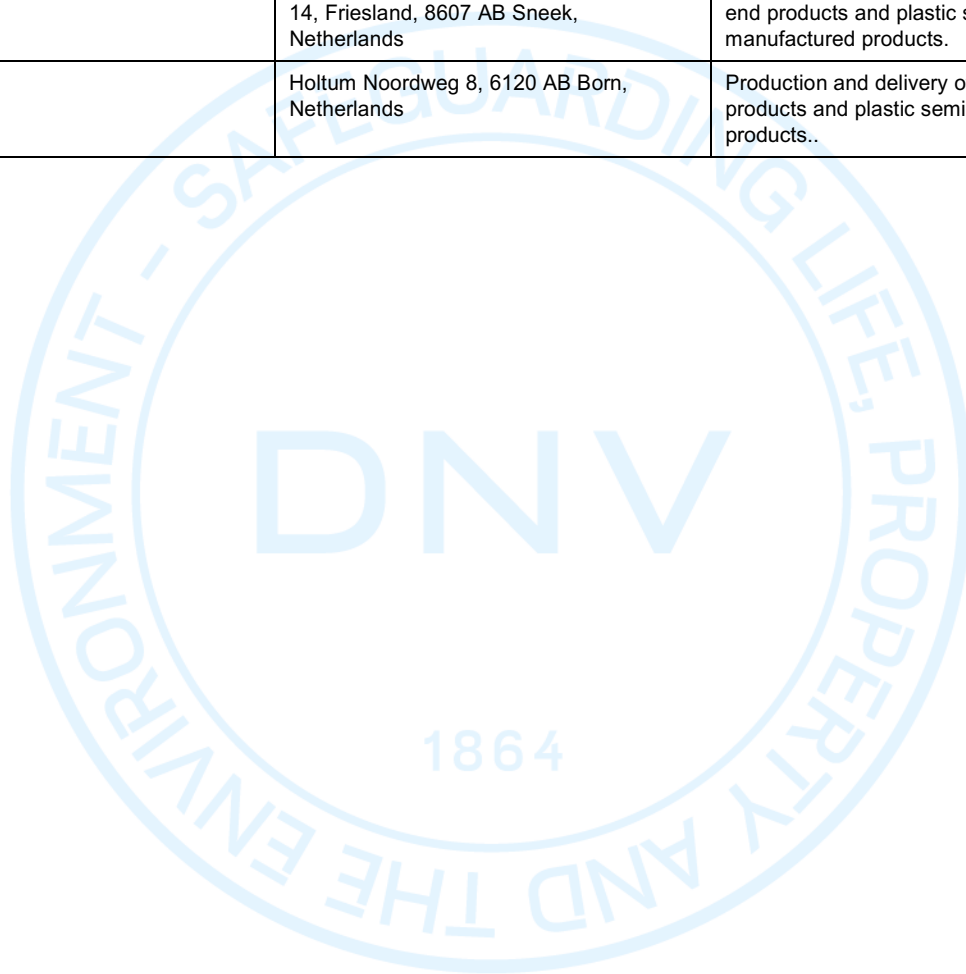 14, Friesland, 8607 AB Sneek,
Netherlands
end products and plastic s
manufactured products.
Holtum Noordweg 8, 6120 AB Born,
Netherlands
Production and delivery o
products and plastic semi
products..
SAFEGUARDING LIFE, PROPERTY AND THE ENVIRONMENT -
DNV
1864